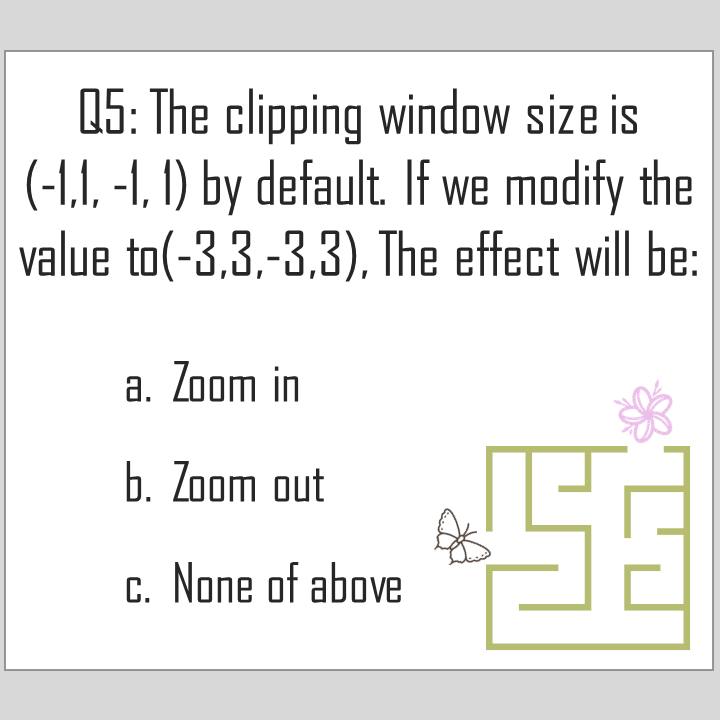 Q5: The clipping window size is
(-1,1, -1, 1) by default. If we modify the
value to(-3,3,-3,3), The effect will be:
a. Zoom in
b. Zoom out
c. None of above